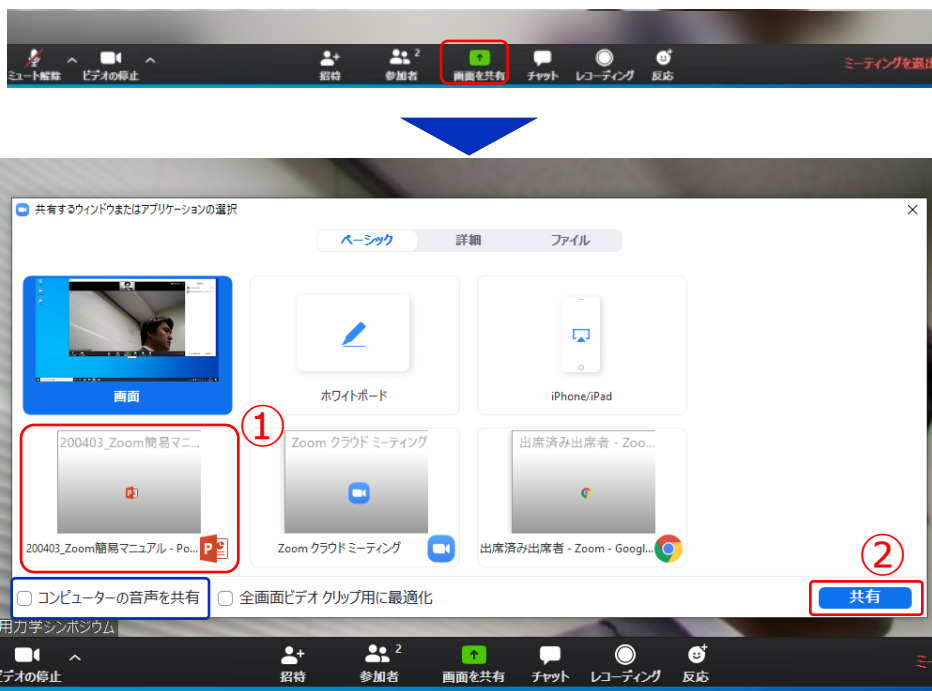 2
ミュート解除 ビデオの停止 招待 参加者 画面を共有 チャット レコーディング 反応 ミーティングを退出
共有するウィンドウまたはアプリケーションの選択
ベーシック 詳細 ファイル
画面 ホワイトボード iPhone/iPad
①
200403_Zoom簡易マニ... Zoom クラウド ミーティング 出席済み出席者 - Zoo...
200403_Zoom簡易マニュアル - Po... Zoom クラウド ミーティング 出席済み出席者 - Zoom - Googl...
②
コンピューターの音声を共有 全画面ビデオ クリップ用に最適化 共有
用力学シンポジウム
2
ビデオの停止 招待 参加者 画面を共有 チャット レコーディング 反応 ミー